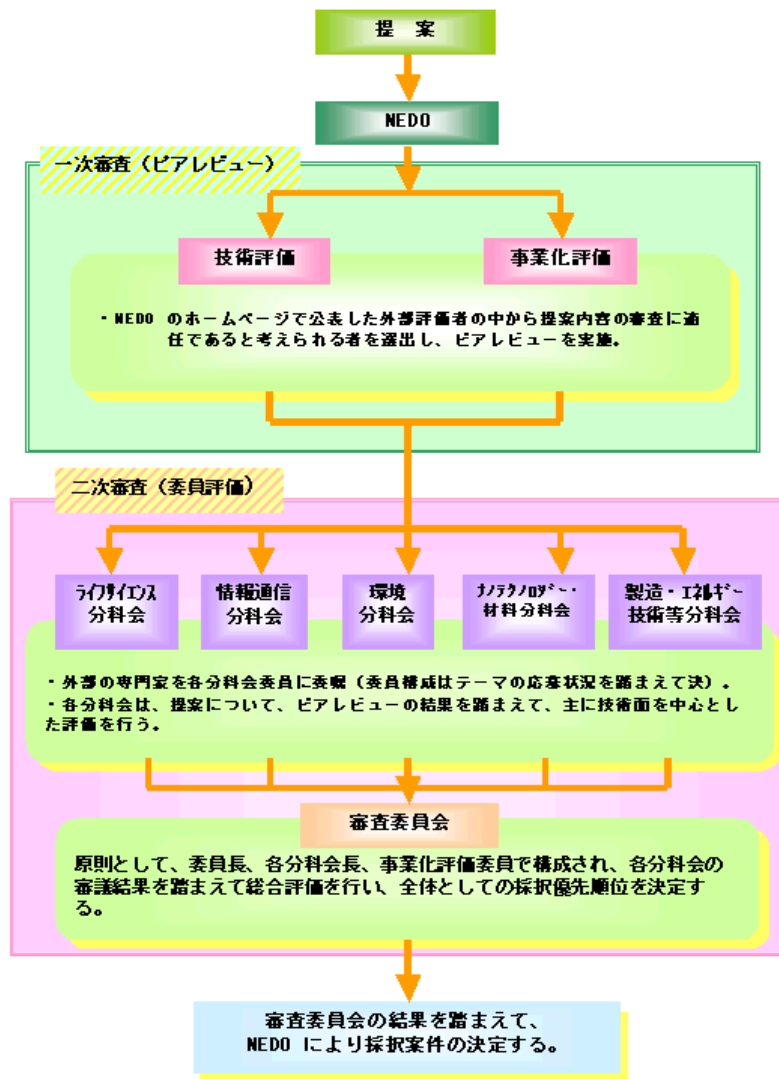 提 案
NEDO
一次審査（ピアレビュー）
技術評価
事業化評価
・NEDO のホームページで公表した外部評価者の中から提案内容の審査に適
任であると考えられる者を選出し、ピアレビューを実施。
二次審査（委員評価）
ﾗｲﾌｻｲｴﾝｽ
分科会
情報通信
分科会
環境
分科会
ﾅﾉﾃｸﾉﾛｼﾞｰ・
材料分科会
製造・ｴﾈﾙｷﾞｰ
技術等分科会
・外部の専門家を各分科会委員に委嘱（委員構成はテーマの応募状況を踏まえて決）。
・各分科会は、提案について、ピアレビューの結果を踏まえて、主に技術面を中心とし
た評価を行う。
審査委員会
原則として、委員長、各分科会長、事業化評価委員で構成され、各分科会の
審議結果を踏まえて総合評価を行い、全体としての採択優先順位を決定す
る。
審査委員会の結果を踏まえて、
NEDO により採択案件の決定する。